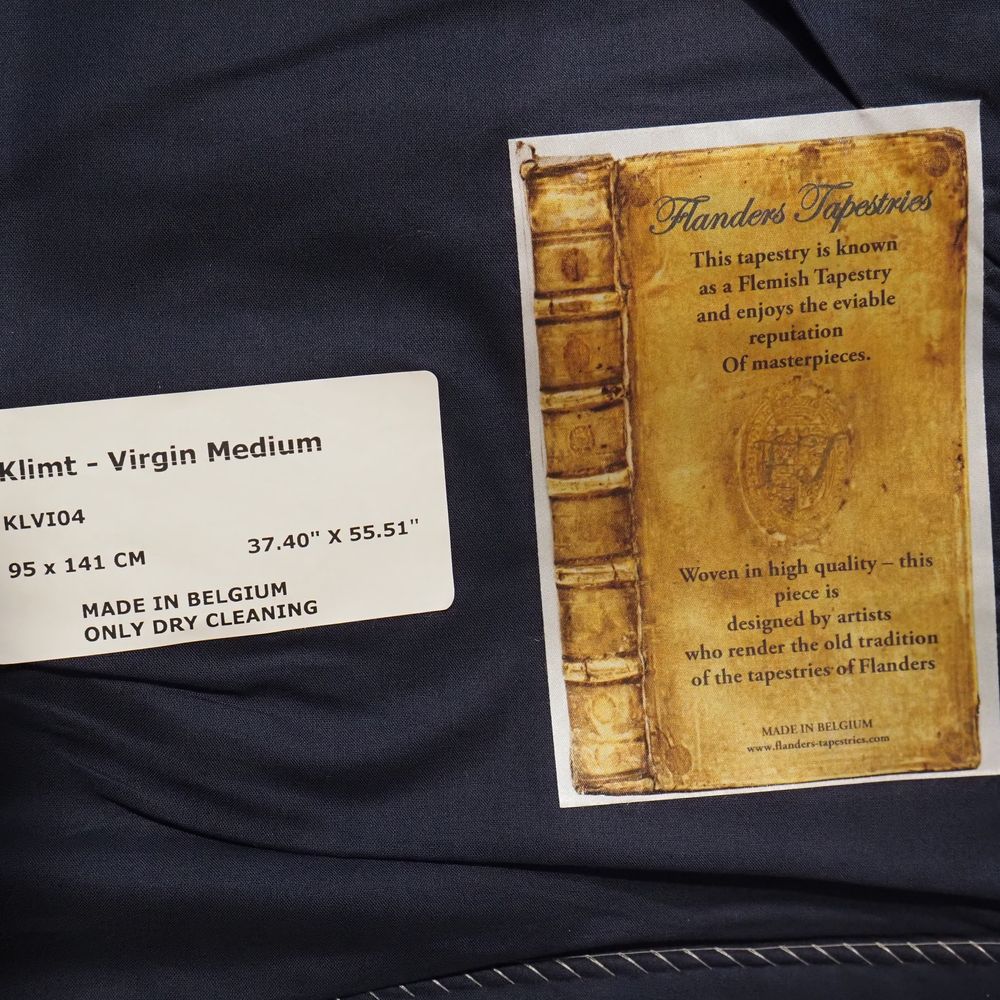 Klimt - Virgin Medium
KLVI04
95 x 141 CM
37.40" X 55.51"
MADE IN BELGIUM
ONLY DRY CLEANING
Flanders Tapestries
This tapestry is known
as a Flemish Tapestry
and enjoys the eviable
reputation
Of masterpieces.
Woven in high quality – this
piece is
designed by artists
who render the old tradition
of the tapestries of Flanders
MADE IN BELGIUM
www.flanders-tapestries.com